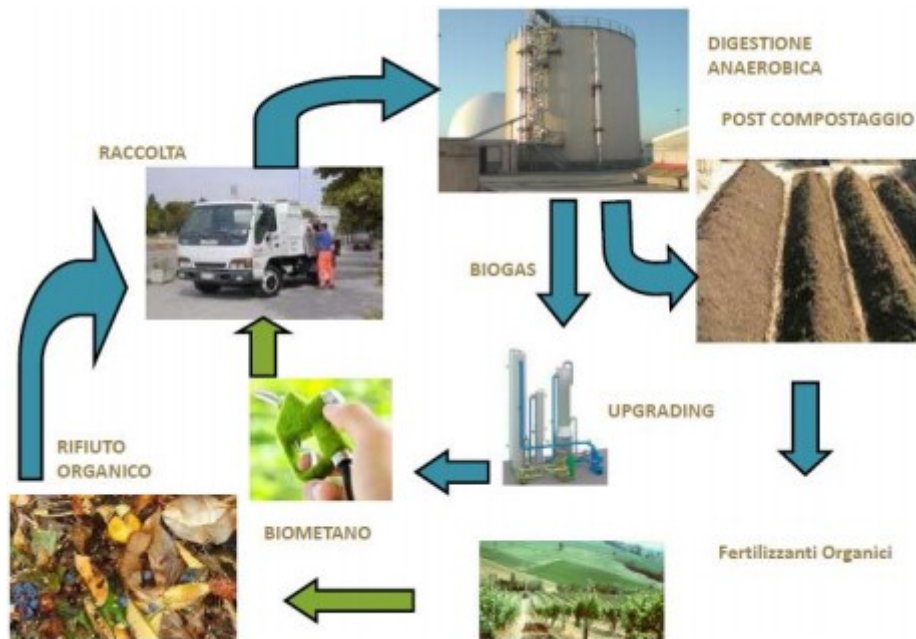 DIGESTIONE
ANAEROBICA
POST COMPOSTAGGIO
RACCOLTA
BIOGAS
UPGRADING
RIFIUTO
ORGANICO
BIOMETANO
Fertilizzanti Organici